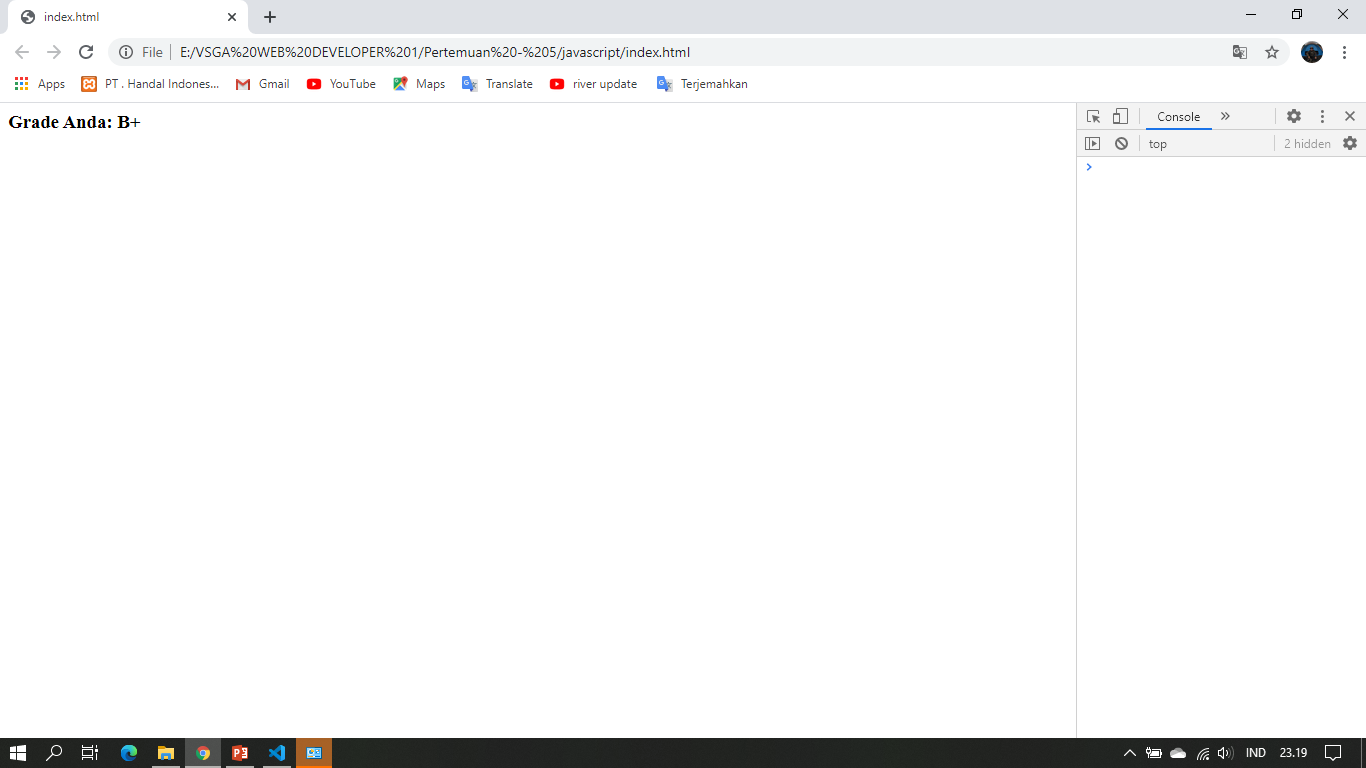 index.html
File
E:/VSGA%20WEB%20DEVELOPER%201/Pertemuan%20-%205/javascript/index.html
Apps
PT . Handal Indones...
Gmail
YouTube
Maps
Translate
river update
Terjemahkan
Grade Anda: B+
Console
top
2 hidden
IND
23.19